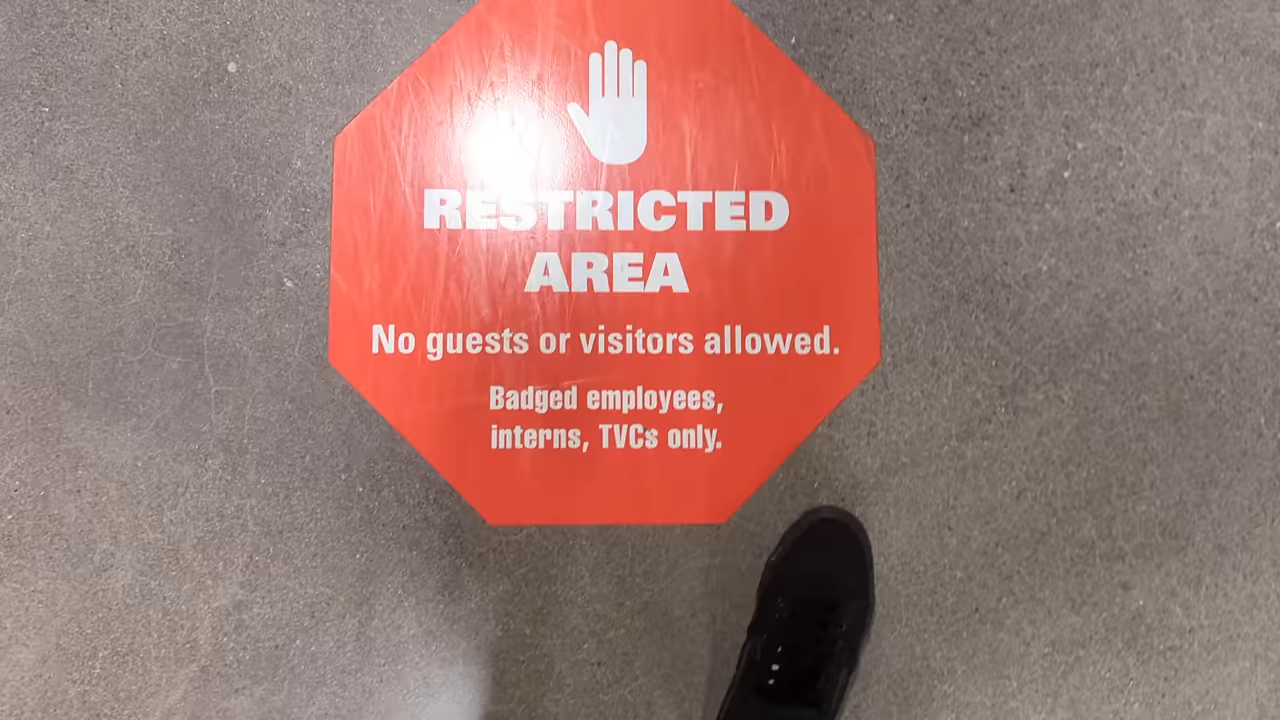 RESTRICTED
AREA
No guests or visitors allowed.
Badged employees,
interns, TVCs only.